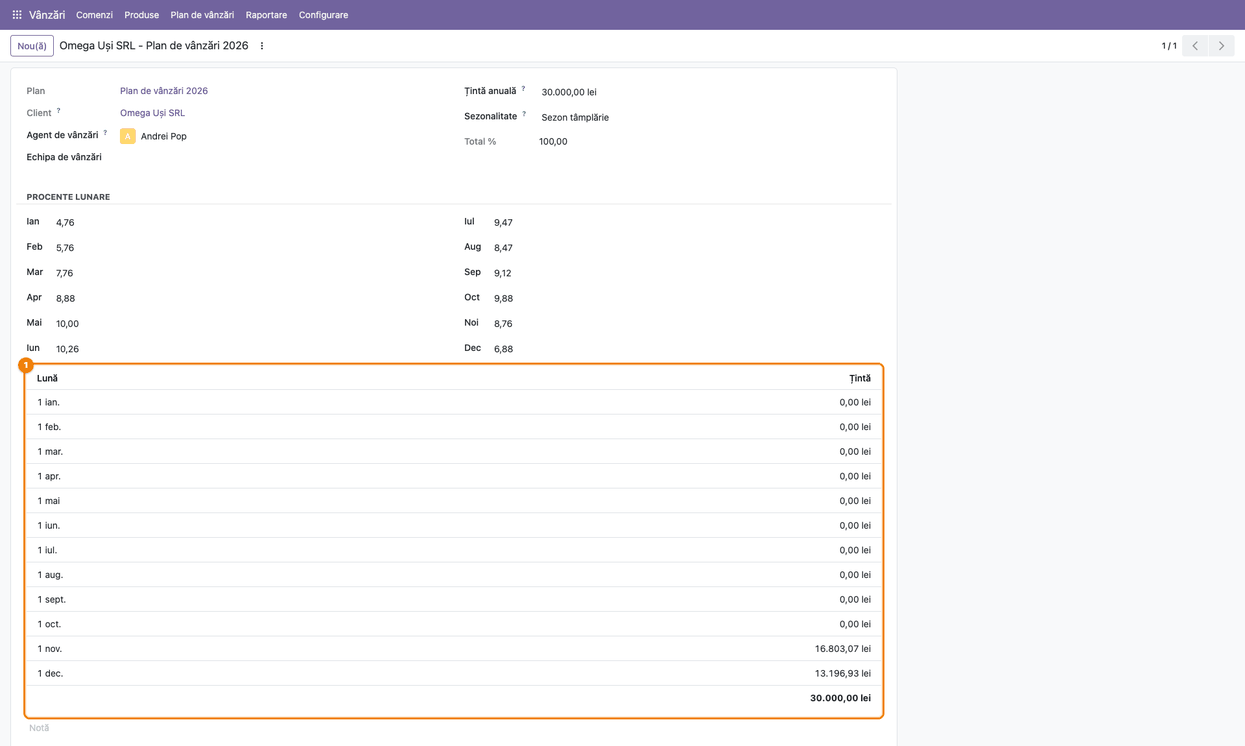 Vânzări Comenzi Produse Plan de vânzări Raportare Configurare
Nou(ă) Omega Uși SRL - Plan de vânzări 2026 1 / 1
Plan Plan de vânzări 2026
Client ? Omega Uși SRL
Agent de vânzări ? A Andrei Pop
Echipa de vânzări
Țintă anuală ? 30.000,00 lei
Sezonalitate ? Sezon tâmplărie
Total % 100,00
PROCENTE LUNARE
Ian 4,76
Feb 5,76
Mar 7,76
Apr 8,88
Mai 10,00
Iun 10,26
Iul 9,47
Aug 8,47
Sep 9,12
Oct 9,88
Noi 8,76
Dec 6,88
1
Lună Țintă
1 ian. 0,00 lei
1 feb. 0,00 lei
1 mar. 0,00 lei
1 apr. 0,00 lei
1 mai 0,00 lei
1 iun. 0,00 lei
1 iul. 0,00 lei
1 aug. 0,00 lei
1 sept. 0,00 lei
1 oct. 0,00 lei
1 nov. 16.803,07 lei
1 dec. 13.196,93 lei
30.000,00 lei
Notă